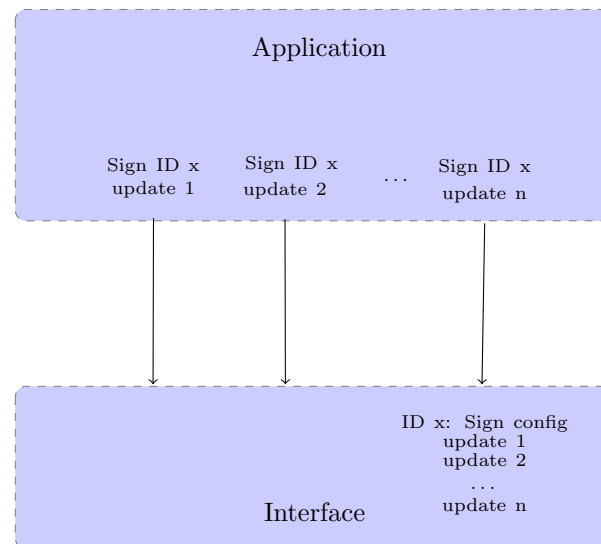 Application
Sign ID x
update 1
Sign ID x
update 2
...
Sign ID x
update n
ID x: Sign config
update 1
update 2
...
update n
Interface